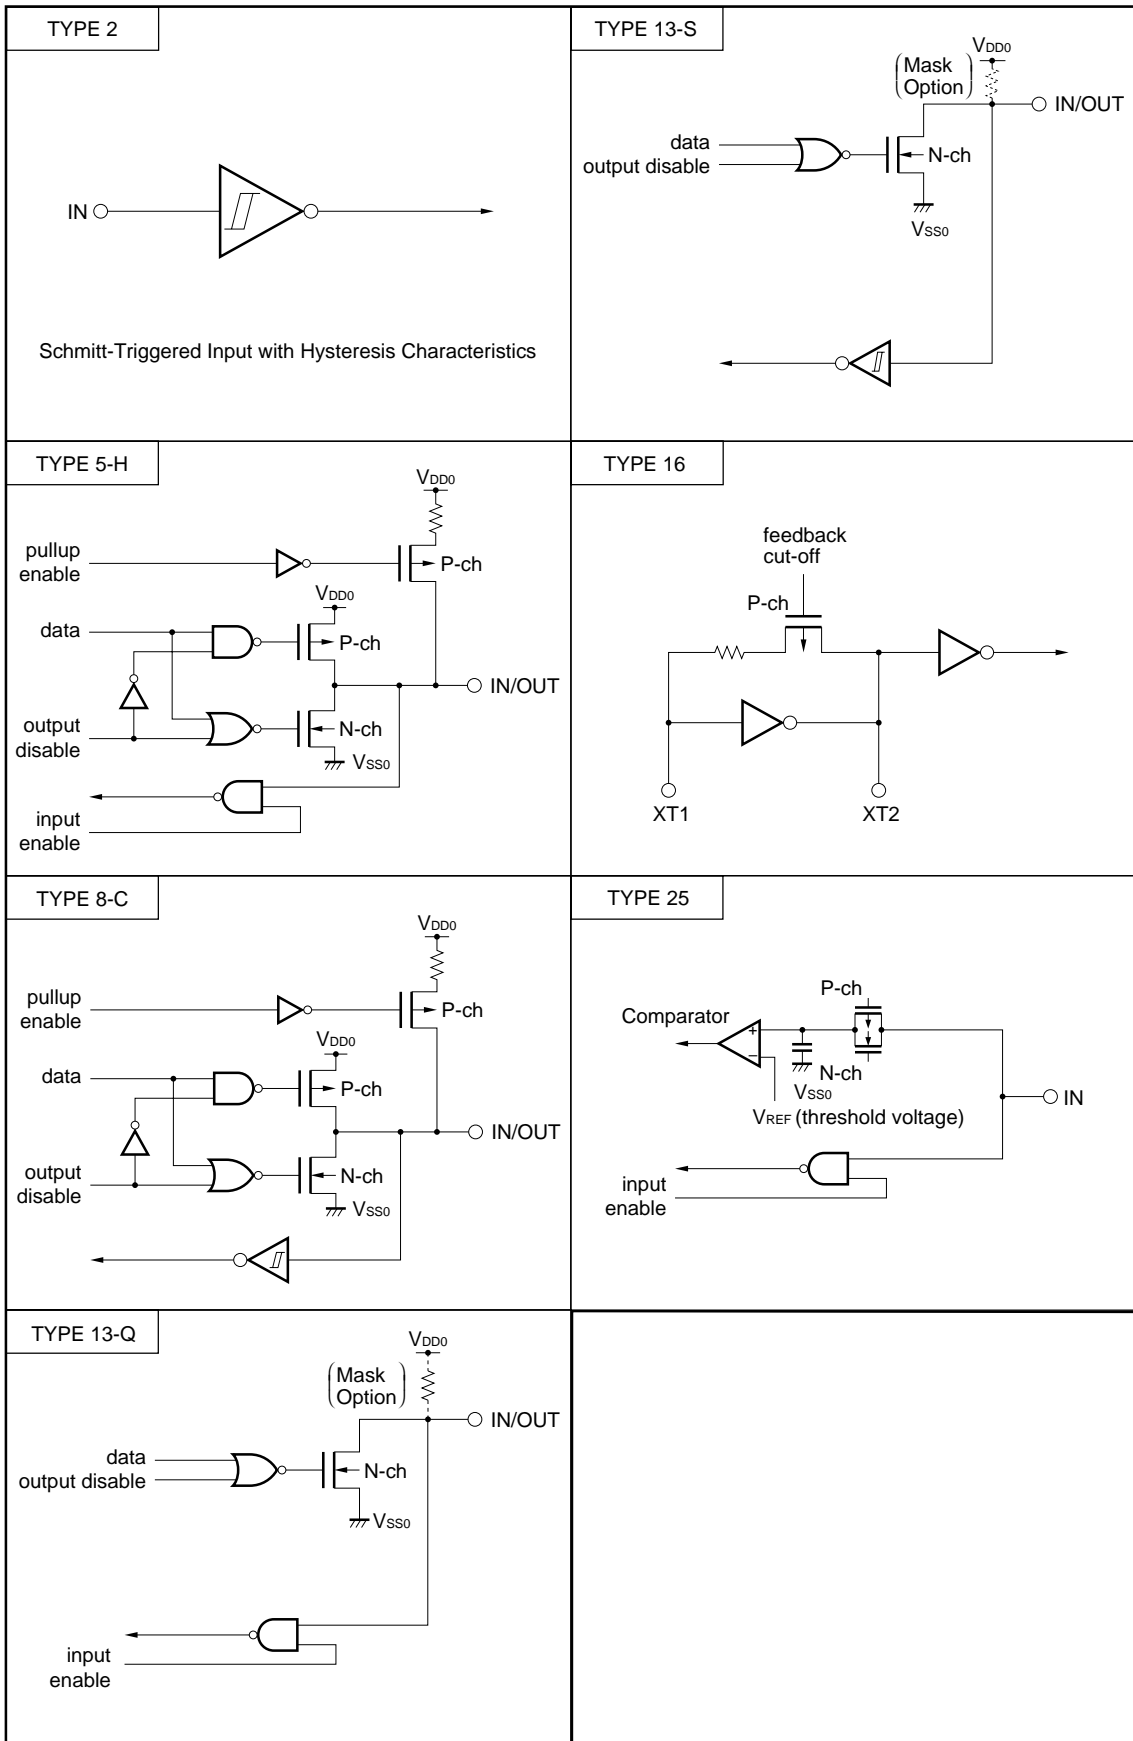 TYPE 2
IN
Schmitt-Triggered Input with Hysteresis Characteristics
TYPE 13-S
VDD0
(Mask
Option)
IN/OUT
data
output disable
N-ch
VSS0
TYPE 5-H
VDD0
pullup
enable
P-ch
VDD0
data
P-ch
IN/OUT
output
disable
N-ch
VSS0
input
enable
TYPE 16
feedback
cut-off
P-ch
XT1
XT2
TYPE 8-C
VDD0
pullup
enable
P-ch
VDD0
data
P-ch
IN/OUT
output
disable
N-ch
VSS0
TYPE 25
P-ch
Comparator
+
−
N-ch
VSS0
VREF (threshold voltage)
IN
input
enable
TYPE 13-Q
VDD0
(Mask
Option)
IN/OUT
data
output disable
N-ch
VSS0
input
enable